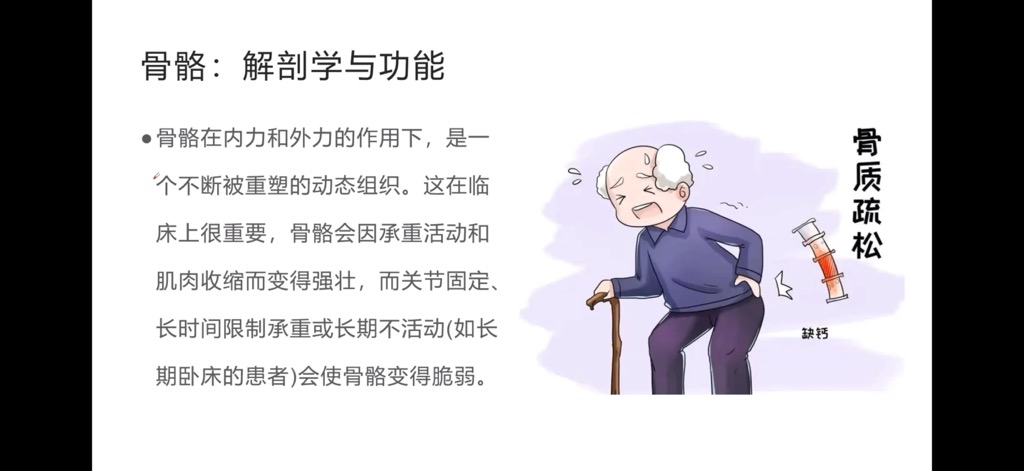 骨骼：解剖学与功能
●骨骼在内力和外力的作用下，是一
个不断被重塑的动态组织。这在临
床上很重要，骨骼会因承重活动和
肌肉收缩而变得强壮，而关节固定、
长时间限制承重或长期不活动(如长
期卧床的患者)会使骨骼变得脆弱。
骨质疏松
缺钙